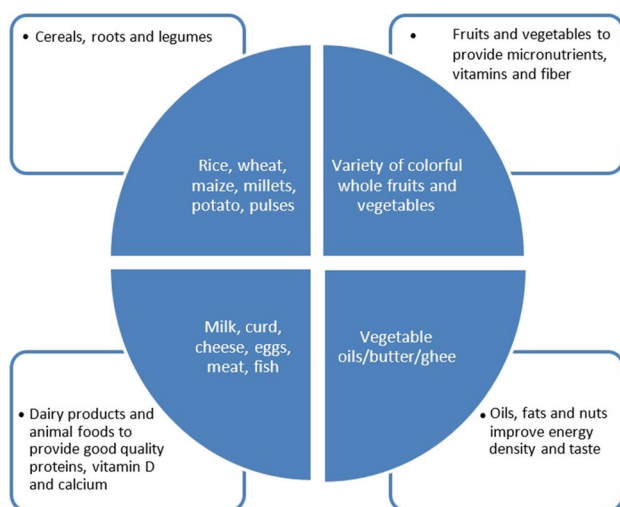 • Cereals, roots and legumes
• Fruits and vegetables to
provide micronutrients,
vitamins and fiber
Rice, wheat,
maize, millets,
potato, pulses
Variety of colorful
whole fruits and
vegetables
Milk, curd,
cheese, eggs,
meat, fish
Vegetable
oils/butter/ghee
• Dairy products and
animal foods to
provide good quality
proteins, vitamin D
and calcium
• Oils, fats and nuts
improve energy
density and taste